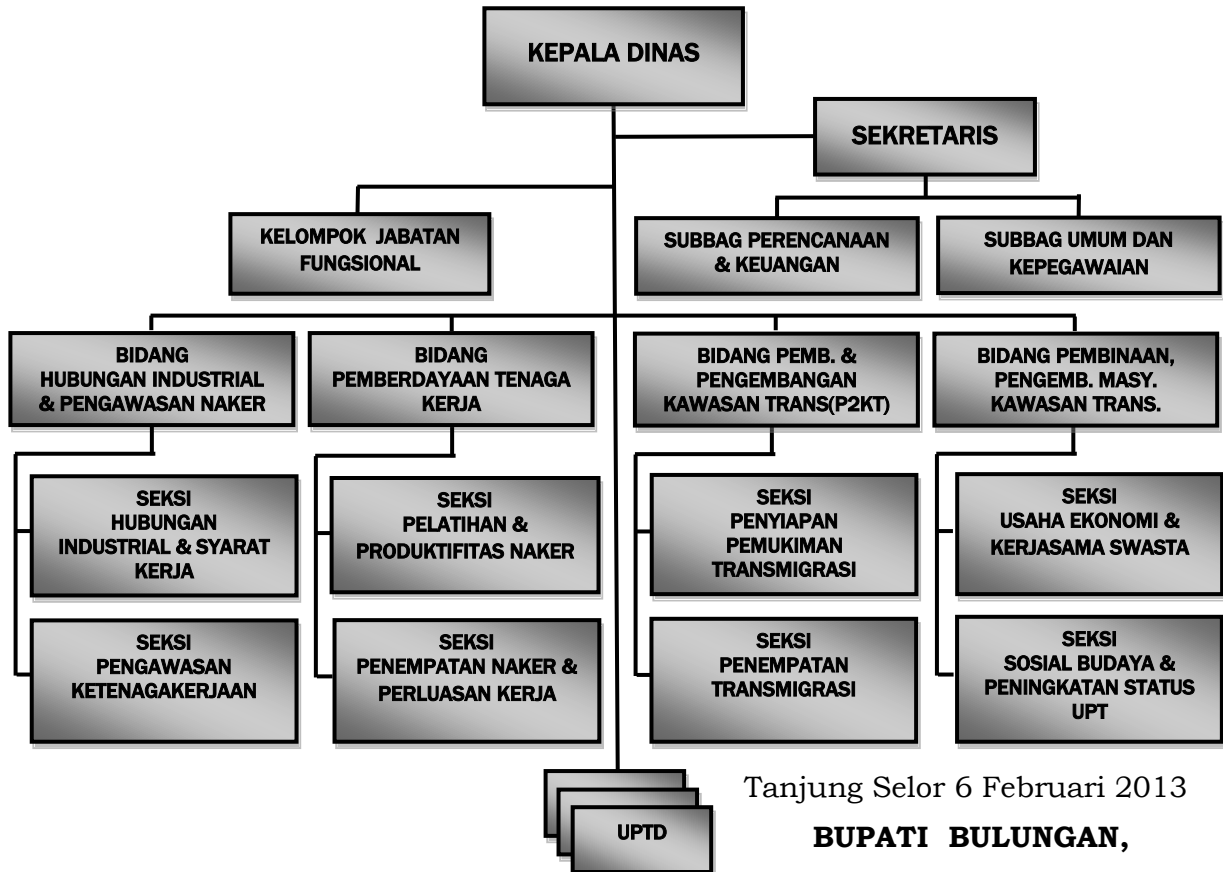 KEPALA DINAS
SEKRETARIS
KELOMPOK JABATAN
FUNGSIONAL
SUBBAG PERENCANAAN
& KEUANGAN
SUBBAG UMUM DAN
KEPEGAWAIAN
BIDANG
HUBUNGAN INDUSTRIAL
& PENGAWASAN NAKER
BIDANG
PEMBERDAYAAN TENAGA
KERJA
BIDANG PEMB. &
PENGEMBANGAN
KAWASAN TRANS(P2KT)
BIDANG PEMBINAAN,
PENGEMB. MASY.
KAWASAN TRANS.
SEKSI
HUBUNGAN
INDUSTRIAL & SYARAT
KERJA
SEKSI
PELATIHAN &
PRODUKTIFITAS NAKER
SEKSI
PENYIAPAN
PEMUKIMAN
TRANSMIGRASI
SEKSI
USAHA EKONOMI &
KERJASAMA SWASTA
SEKSI
PENGAWASAN
KETENAGAKERJAAN
SEKSI
PENEMPATAN NAKER &
PERLUASAN KERJA
SEKSI
PENEMPATAN
TRANSMIGRASI
SEKSI
SOSIAL BUDAYA &
PENINGKATAN STATUS
UPT
UPTD
Tanjung Selor 6 Februari 2013
BUPATI BULUNGAN,